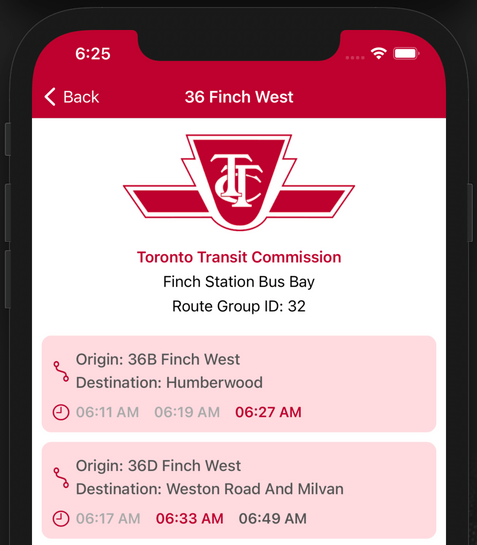 6:25
Back
36 Finch West
TTC
Toronto Transit Commission
Finch Station Bus Bay
Route Group ID: 32
Origin: 36B Finch West
Destination: Humberwood
06:11 AM 06:19 AM 06:27 AM
Origin: 36D Finch West
Destination: Weston Road And Milvan
06:17 AM 06:33 AM 06:49 AM